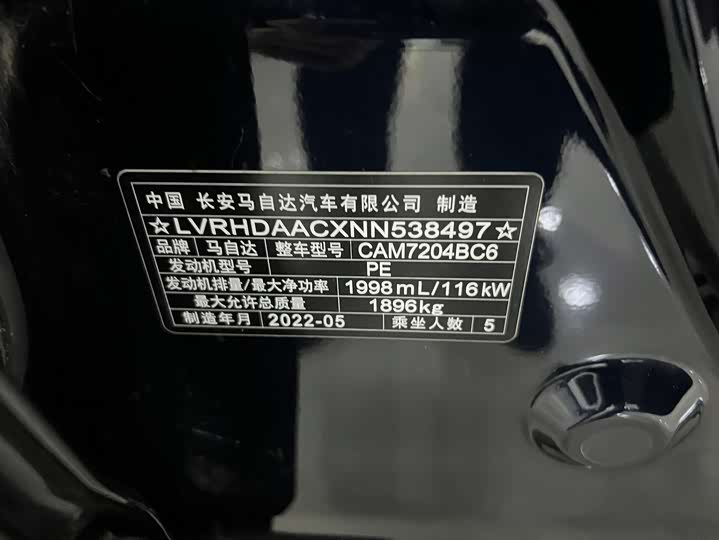 中国 长安马自达汽车有限公司 制造
☆LVRHDAACXNN538497☆
品牌 马自达 整车型号 CAM7204BC6
发动机型号 PE
发动机排量/最大净功率 1998mL/116kW
最大允许总质量 1896kg
制造年月 2022-05 乘坐人数 5